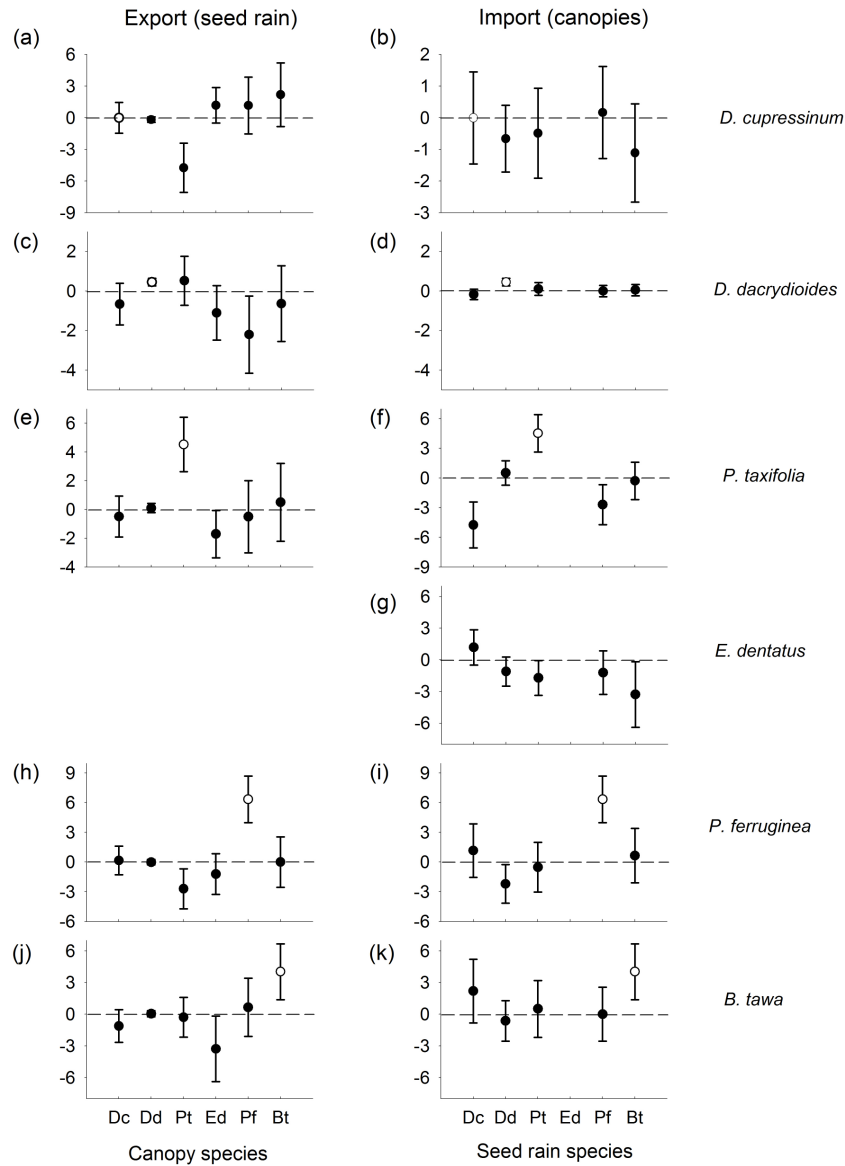 Export (seed rain) Import (canopies)
(a) (b)
6 3 0 -3 -6 -9
2 1 0 -1 -2 -3
D. cupressinum
(c) (d)
2 0 -2 -4
2 0 -2 -4
D. dacrydioides
(e) (f)
6 4 2 0 -2 -4
6 3 0 -3 -6 -9
P. taxifolia
(g)
6 3 0 -3 -6
E. dentatus
(h) (i)
9 6 3 0 -3 -6
9 6 3 0 -3 -6
P. ferruginea
(j) (k)
6 3 0 -3 -6
6 3 0 -3 -6
B. tawa
Dc Dd Pt Ed Pf Bt Dc Dd Pt Ed Pf Bt
Canopy species Seed rain species